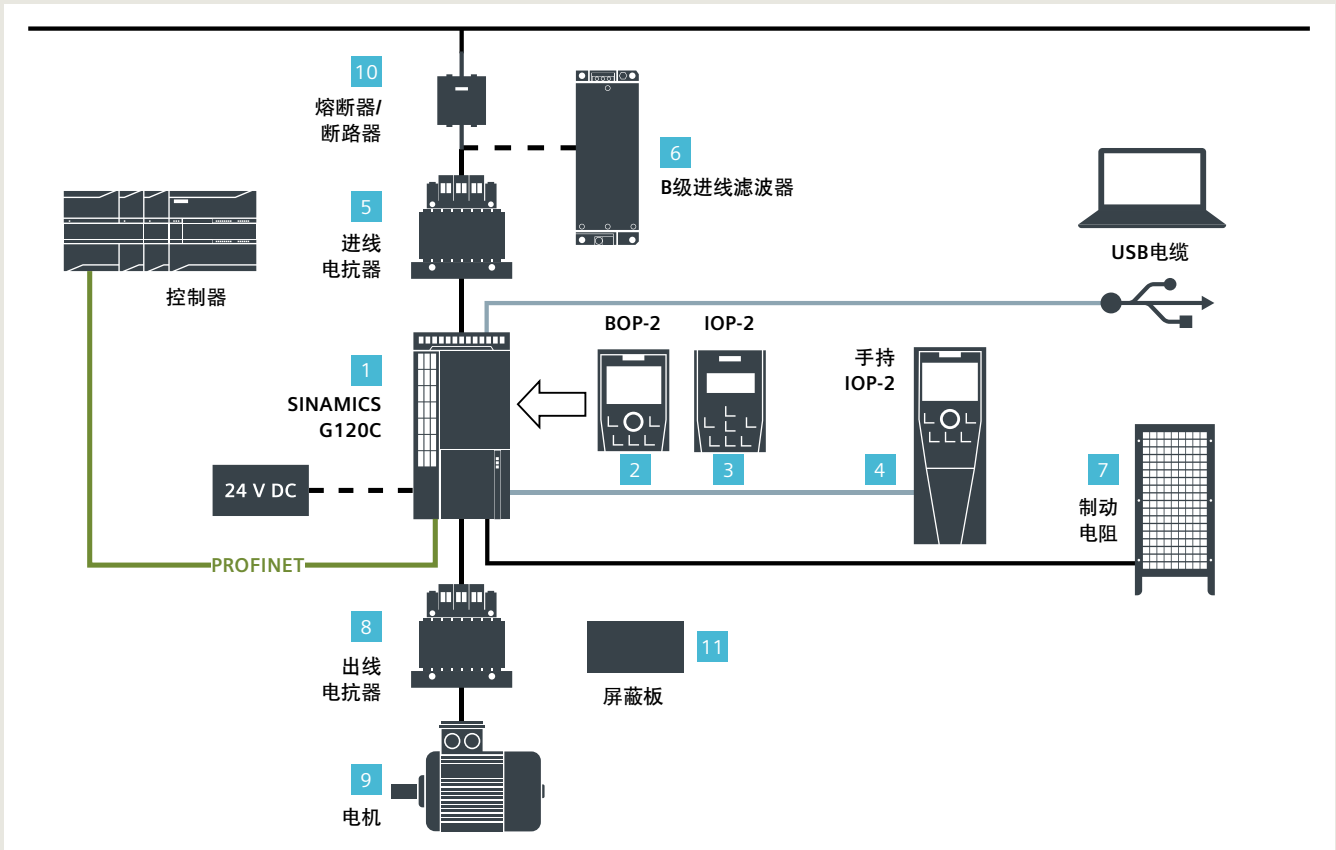 10
熔断器/
断路器
6
B级进线滤波器
5
进线
电抗器
控制器
USB电缆
BOP-2
IOP-2
手持
IOP-2
1
SINAMICS
G120C
2
3
4
7
制动
电阻
24 V DC
PROFINET
8
出线
电抗器
11
屏蔽板
9
电机